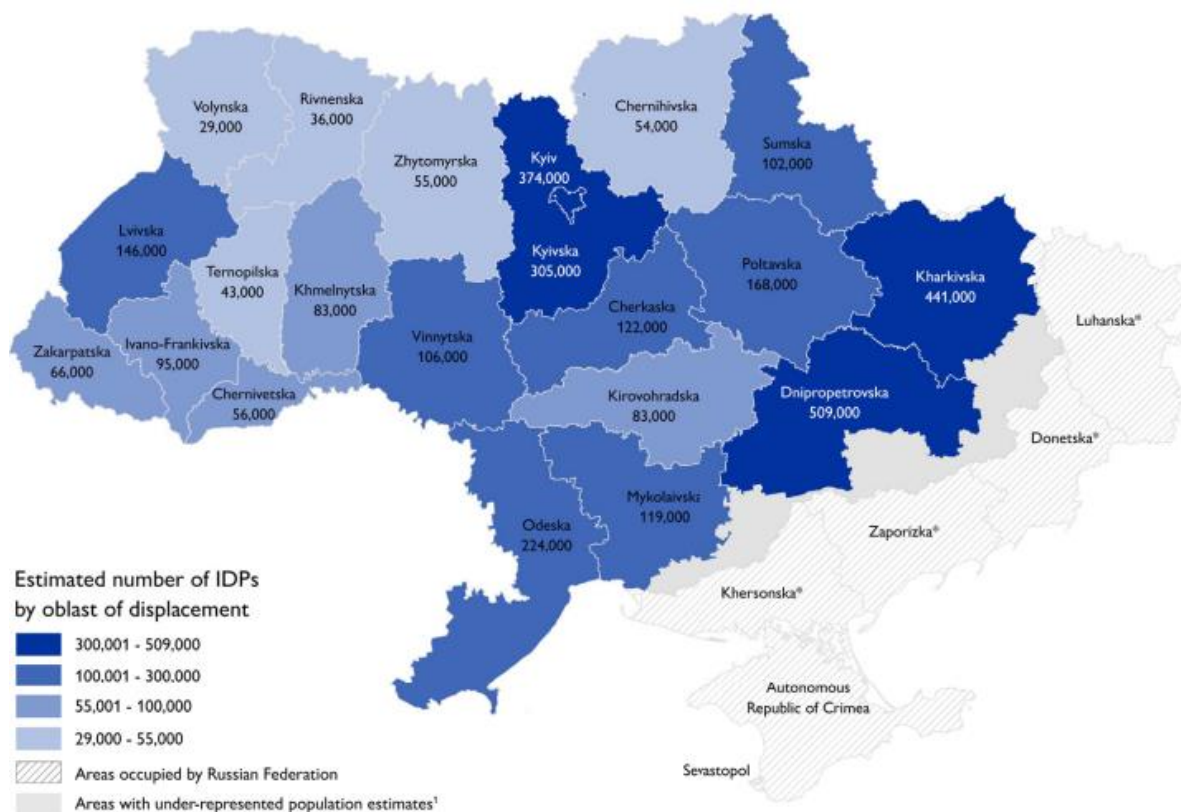 Volynska
29,000
Rivnenska
36,000
Zhytomyrska
55,000
Kyiv
374,000
Chernihivska
54,000
Sumska
102,000
Lvivska
146,000
Ternopilska
43,000
Khmelnytska
83,000
Kyivska
305,000
Poltavska
168,000
Kharkivska
441,000
Cherkaska
122,000
Luhanska*
Zakarpatska
66,000
Ivano-Frankivska
95,000
Chernivetska
56,000
Vinnytska
106,000
Kirovohradska
83,000
Dnipropetrovska
509,000
Donetska*
Odeska
224,000
Mykolaivska
119,000
Zaporizka*
Khersonska*
Autonomous
Republic of Crimea
Sevastopol
Estimated number of IDPs
by oblast of displacement
300,001 - 509,000
100,001 - 300,000
55,001 - 100,000
29,000 - 55,000
Areas occupied by Russian Federation
Areas with under-represented population estimates¹